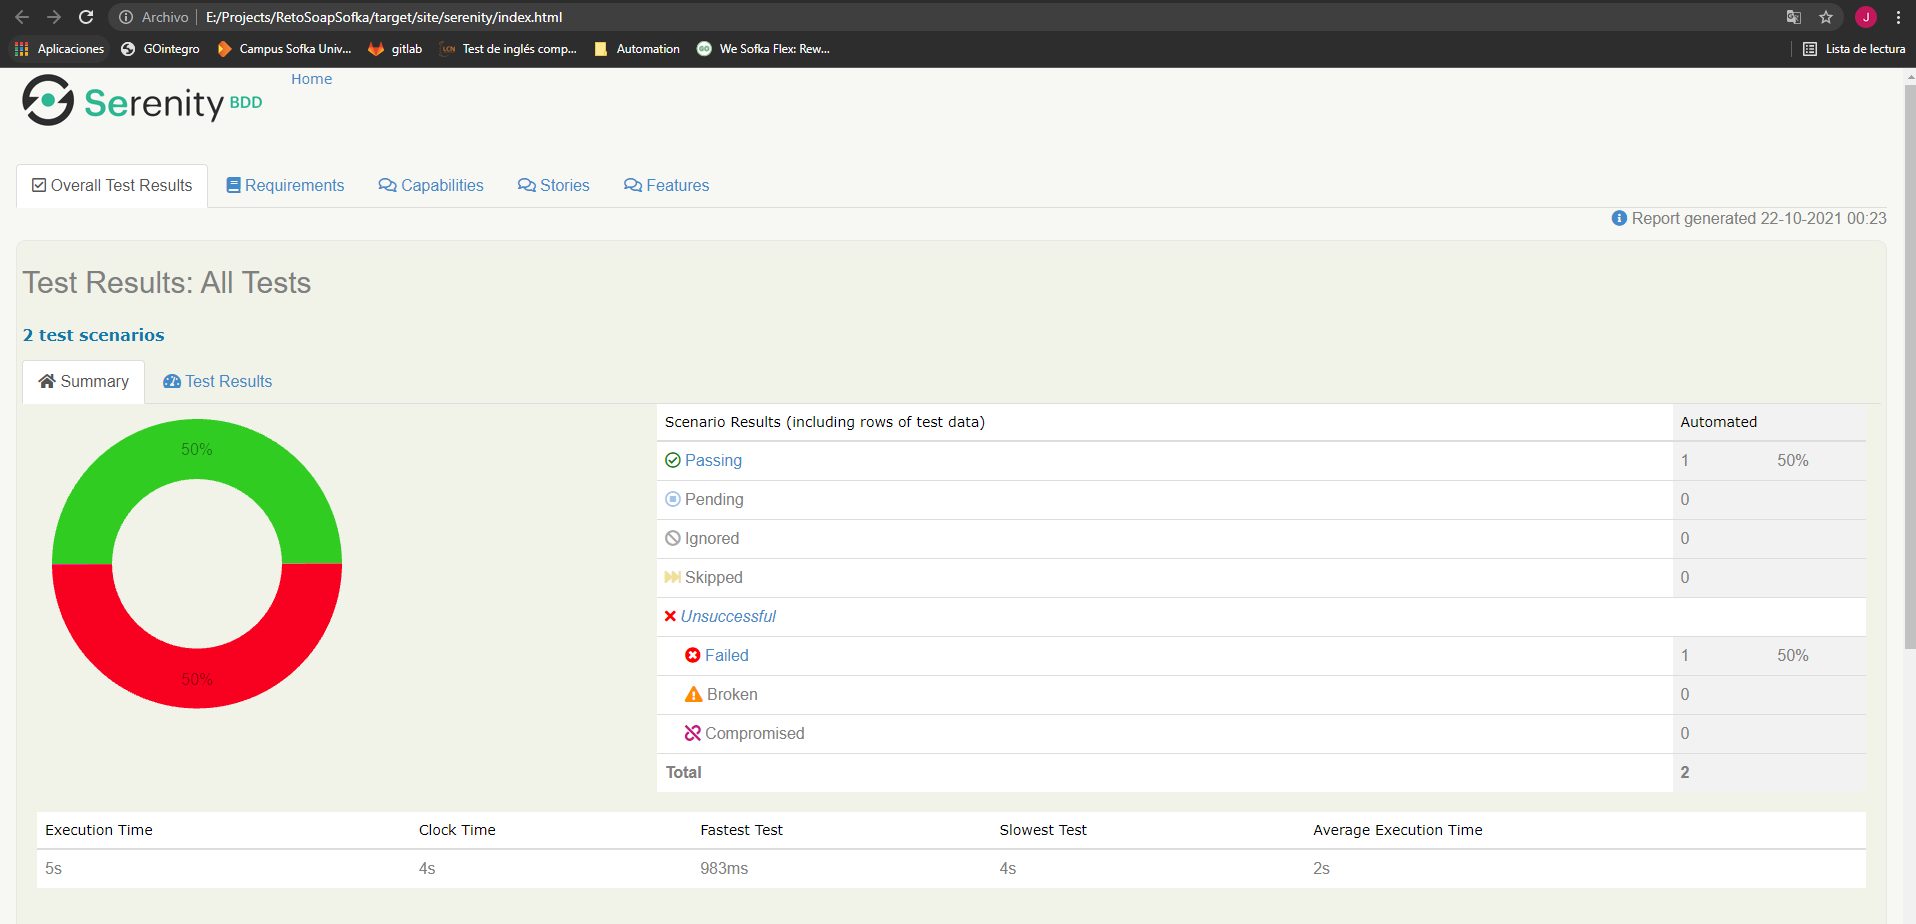 Archivo | E:/Projects/RetoSoapSofka/target/site/serenity/index.html J
Aplicaciones GOintegro Campus Sofka Univ... gitlab LCN Test de inglés comp... Automation GO We Sofka Flex: Rew... Lista de lectura
Home
Serenity BDD
Overall Test Results Requirements Capabilities Stories Features
Report generated 22-10-2021 00:23
Test Results: All Tests
2 test scenarios
Summary Test Results
50%
50%
Scenario Results (including rows of test data) Automated
Passing 1 50%
Pending 0
Ignored 0
Skipped 0
Unsuccessful
Failed 1 50%
Broken 0
Compromised 0
Total 2
Execution Time Clock Time Fastest Test Slowest Test Average Execution Time
5s 4s 983ms 4s 2s